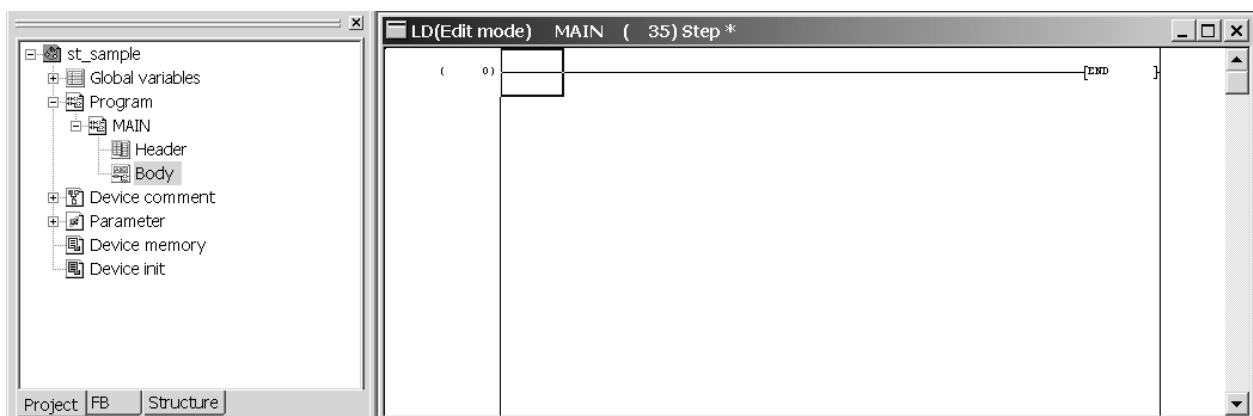 st_sample
Global variables
Program
MAIN
Header
Body
Device comment
Parameter
Device memory
Device init
Project FB Structure
LD(Edit mode) MAIN ( 35) Step *
( 0) [END ]